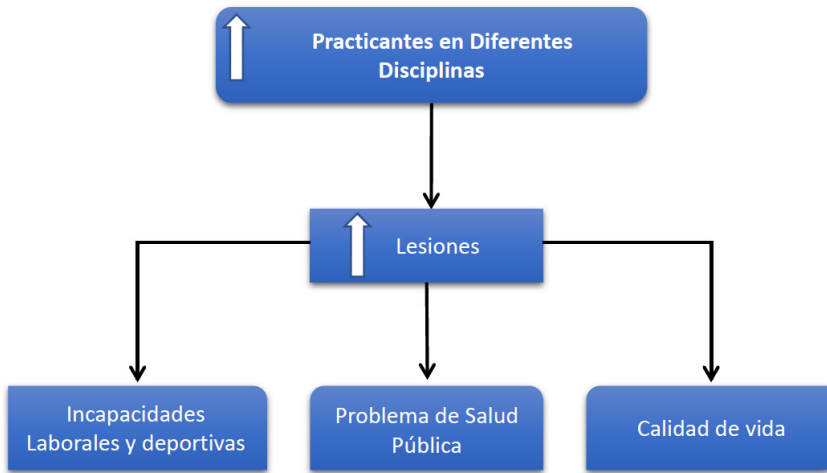 Practicantes en Diferentes
Disciplinas
Lesiones
Incapacidades
Laborales y deportivas
Problema de Salud
Pública
Calidad de vida